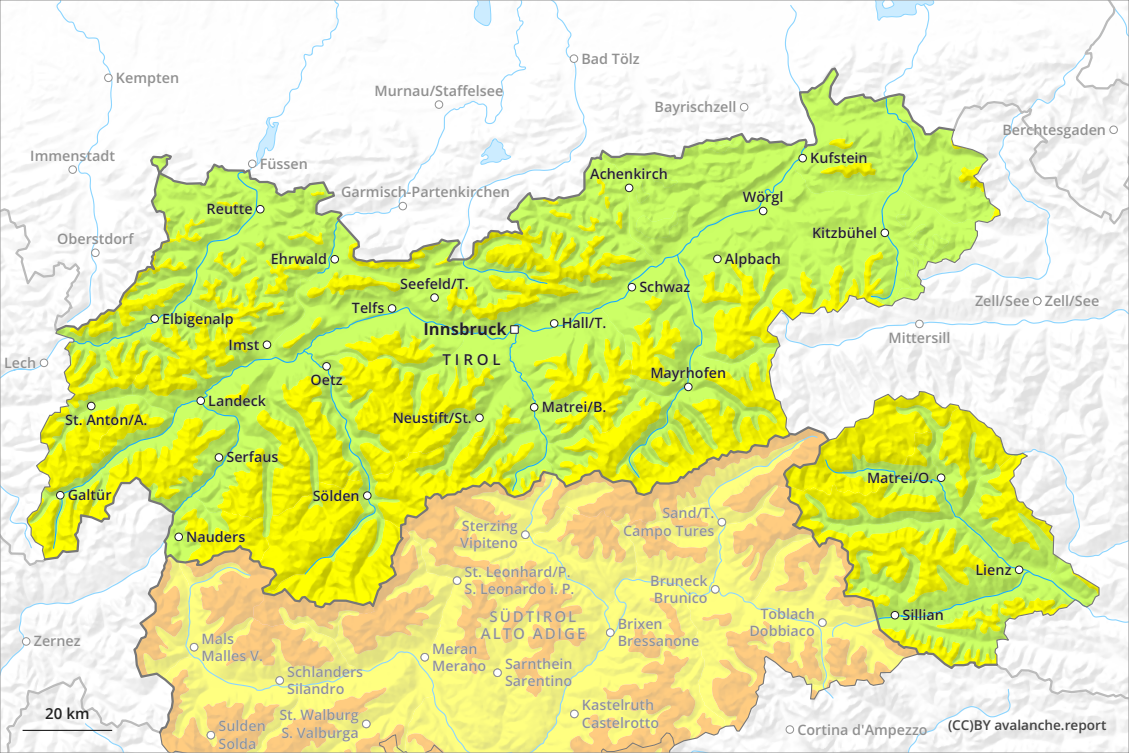 Kempten
Bad Tölz
Murnau/Staffelsee
Bayrischzell
Berchtesgaden
Immenstadt
Füssen
Kufstein
Achenkirch
Garmisch-Partenkirchen
Wörgl
Reutte
Oberstdorf
Kitzbühel
Ehrwald
Alpbach
Seefeld/T.
Schwaz
Zell/See
Zell/See
Telfs
Elbigenalp
Innsbruck
Hall/T.
Mittersill
Imst
TIROL
Lech
Oetz
Mayrhofen
Landeck
Matrei/B.
St. Anton/A.
Neustift/St.
Serfaus
Matrei/O.
Galtür
Sölden
Sand/T.
Campo Tures
Sterzing
Vipiteno
Nauders
Lienz
St. Leonhard/P.
S. Leonardo i. P.
Bruneck
Brunico
SÜDTIROL
ALTO ADIGE
Toblach
Dobbiaco
Sillian
Brixen
Bressanone
Zernez
Mals
Malles V.
Meran
Merano
Sarnthein
Sarentino
Schlanders
Silandro
Kastelruth
Castelrotto
St. Walburg
S. Valburga
20 km
Sulden
Solda
Cortina d'Ampezzo
(CC)BY avalanche.report